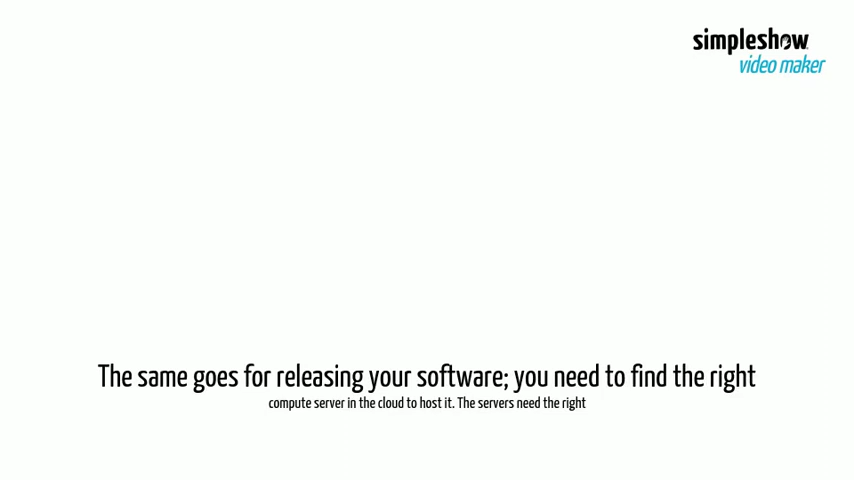 simpleshow
video maker
The same goes for releasing your software; you need to find the right
compute server in the cloud to host it. The servers need the right